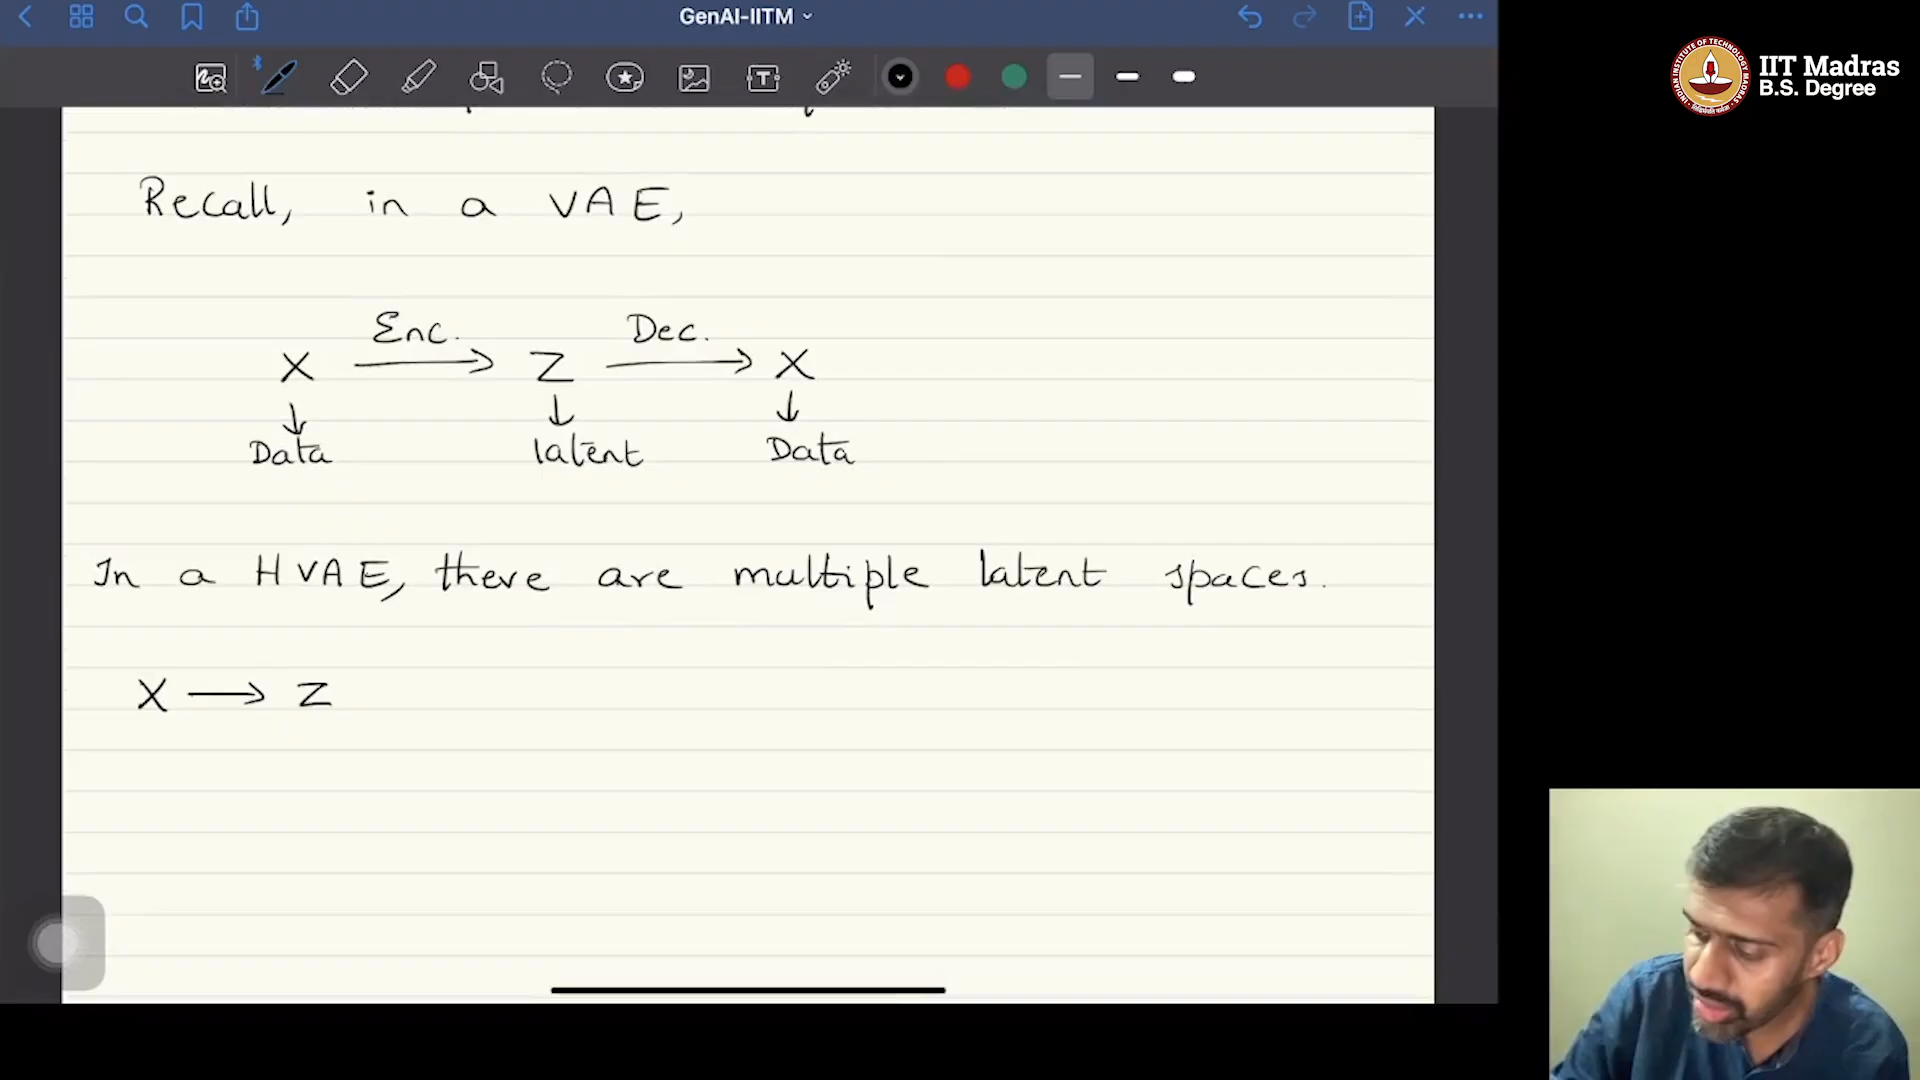 GenAI-IITM
IIT Madras
B.S. Degree
Recall, in a VAE,
Enc. Dec.
X → Z → X
↓ ↓ ↓
Data latent Data
In a HVAE, there are multiple latent spaces.
X → Z